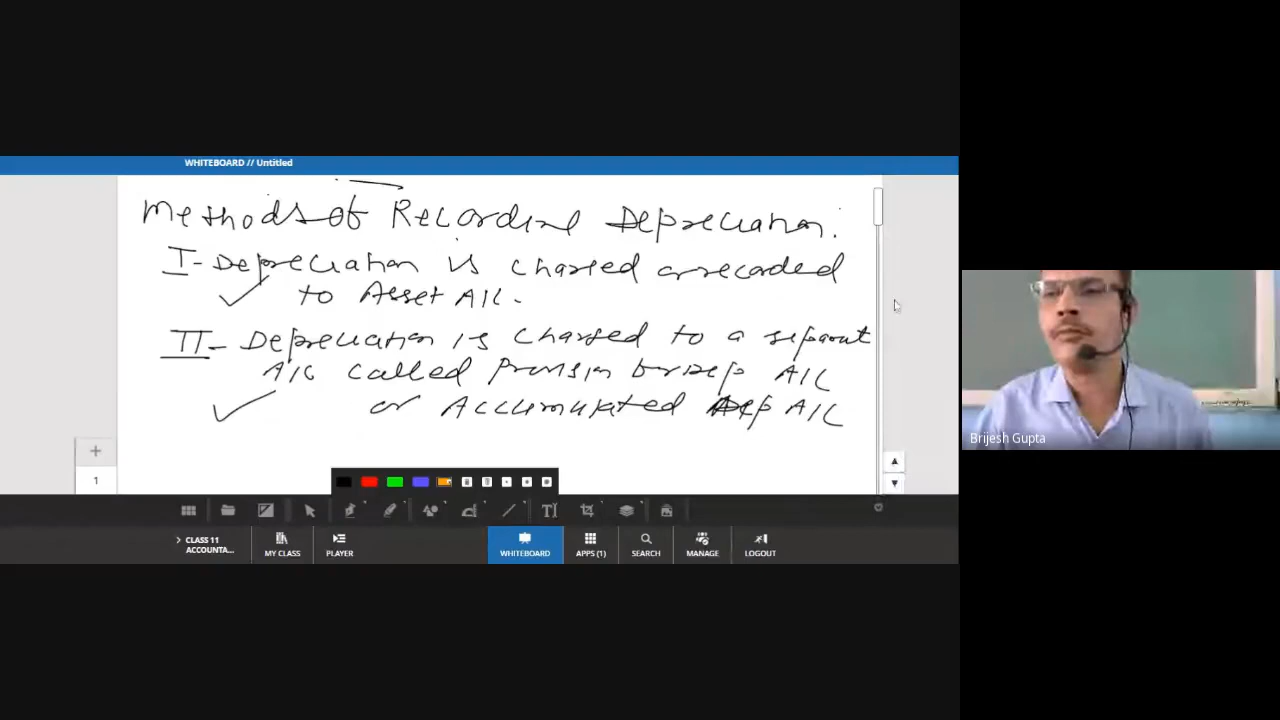 WHITEBOARD // Untitled
Methods of Recording Depreciation.
I- Depreciation is charged or recorded
to Asset A/C.
II- Depreciation is charged to a separate
A/C called Provision for Dep A/C
or Accumulated Dep A/C
Brijesh Gupta
1
> CLASS 11
ACCOUNTA...
MY CLASS
PLAYER
WHITEBOARD
APPS (1)
SEARCH
MANAGE
LOGOUT